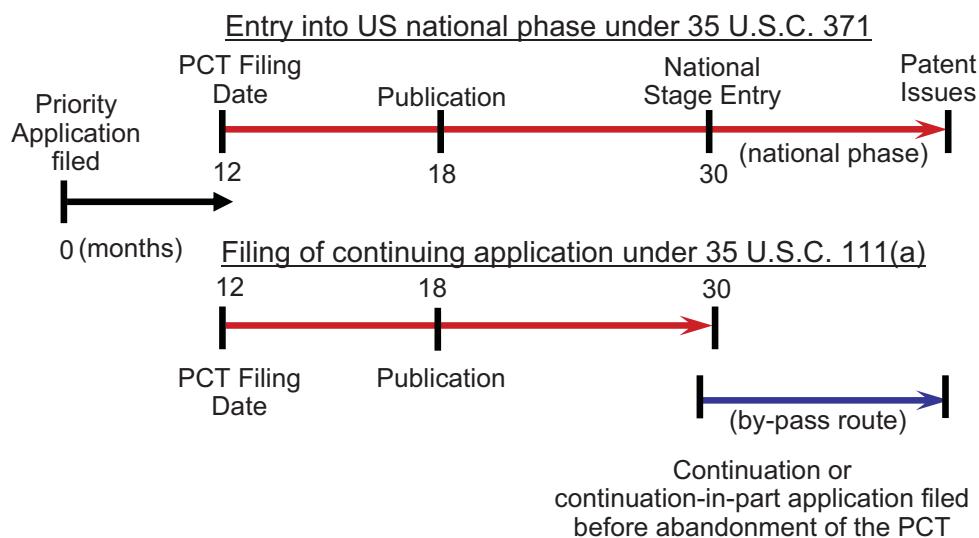 Entry into US national phase under 35 U.S.C. 371
PCT Filing
Date
Publication
National
Stage Entry
Patent
Issues
Priority
Application
filed
(national phase)
12
18
30
0 (months)
Filing of continuing application under 35 U.S.C. 111(a)
12
18
30
PCT Filing
Date
Publication
(by-pass route)
Continuation or
continuation-in-part application filed
before abandonment of the PCT